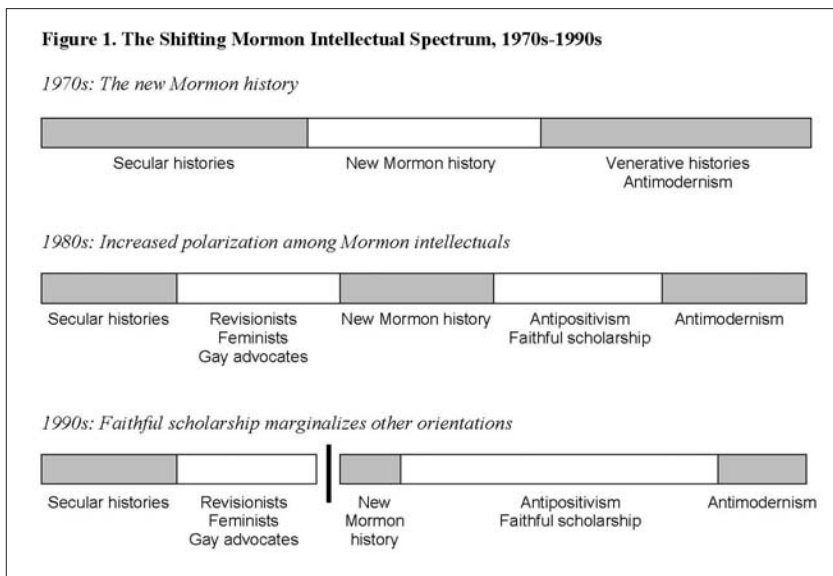 Figure 1. The Shifting Mormon Intellectual Spectrum, 1970s-1990s
1970s: The new Mormon history
Secular histories
New Mormon history
Venerative histories
Antimodernism
1980s: Increased polarization among Mormon intellectuals
Secular histories
Revisionists
Feminists
Gay advocates
New Mormon history
Antipositivism
Faithful scholarship
Antimodernism
1990s: Faithful scholarship marginalizes other orientations
Secular histories
Revisionists
Feminists
Gay advocates
New
Mormon
history
Antipositivism
Faithful scholarship
Antimodernism